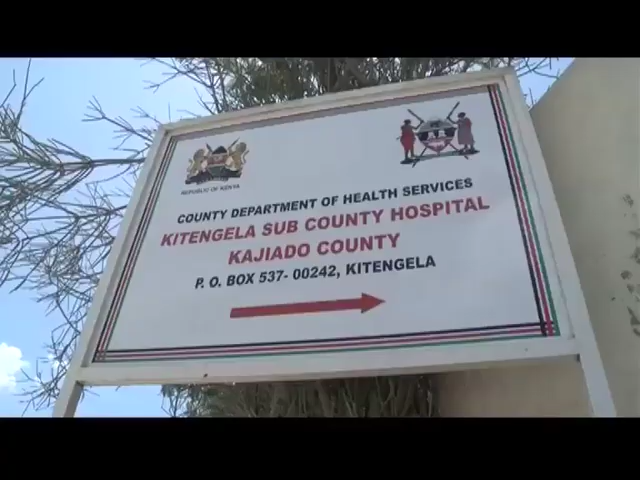 REPUBLIC OF KENYA
COUNTY DEPARTMENT OF HEALTH SERVICES
KITENGELA SUB COUNTY HOSPITAL
KAJIADO COUNTY
P. O. BOX 537- 00242, KITENGELA